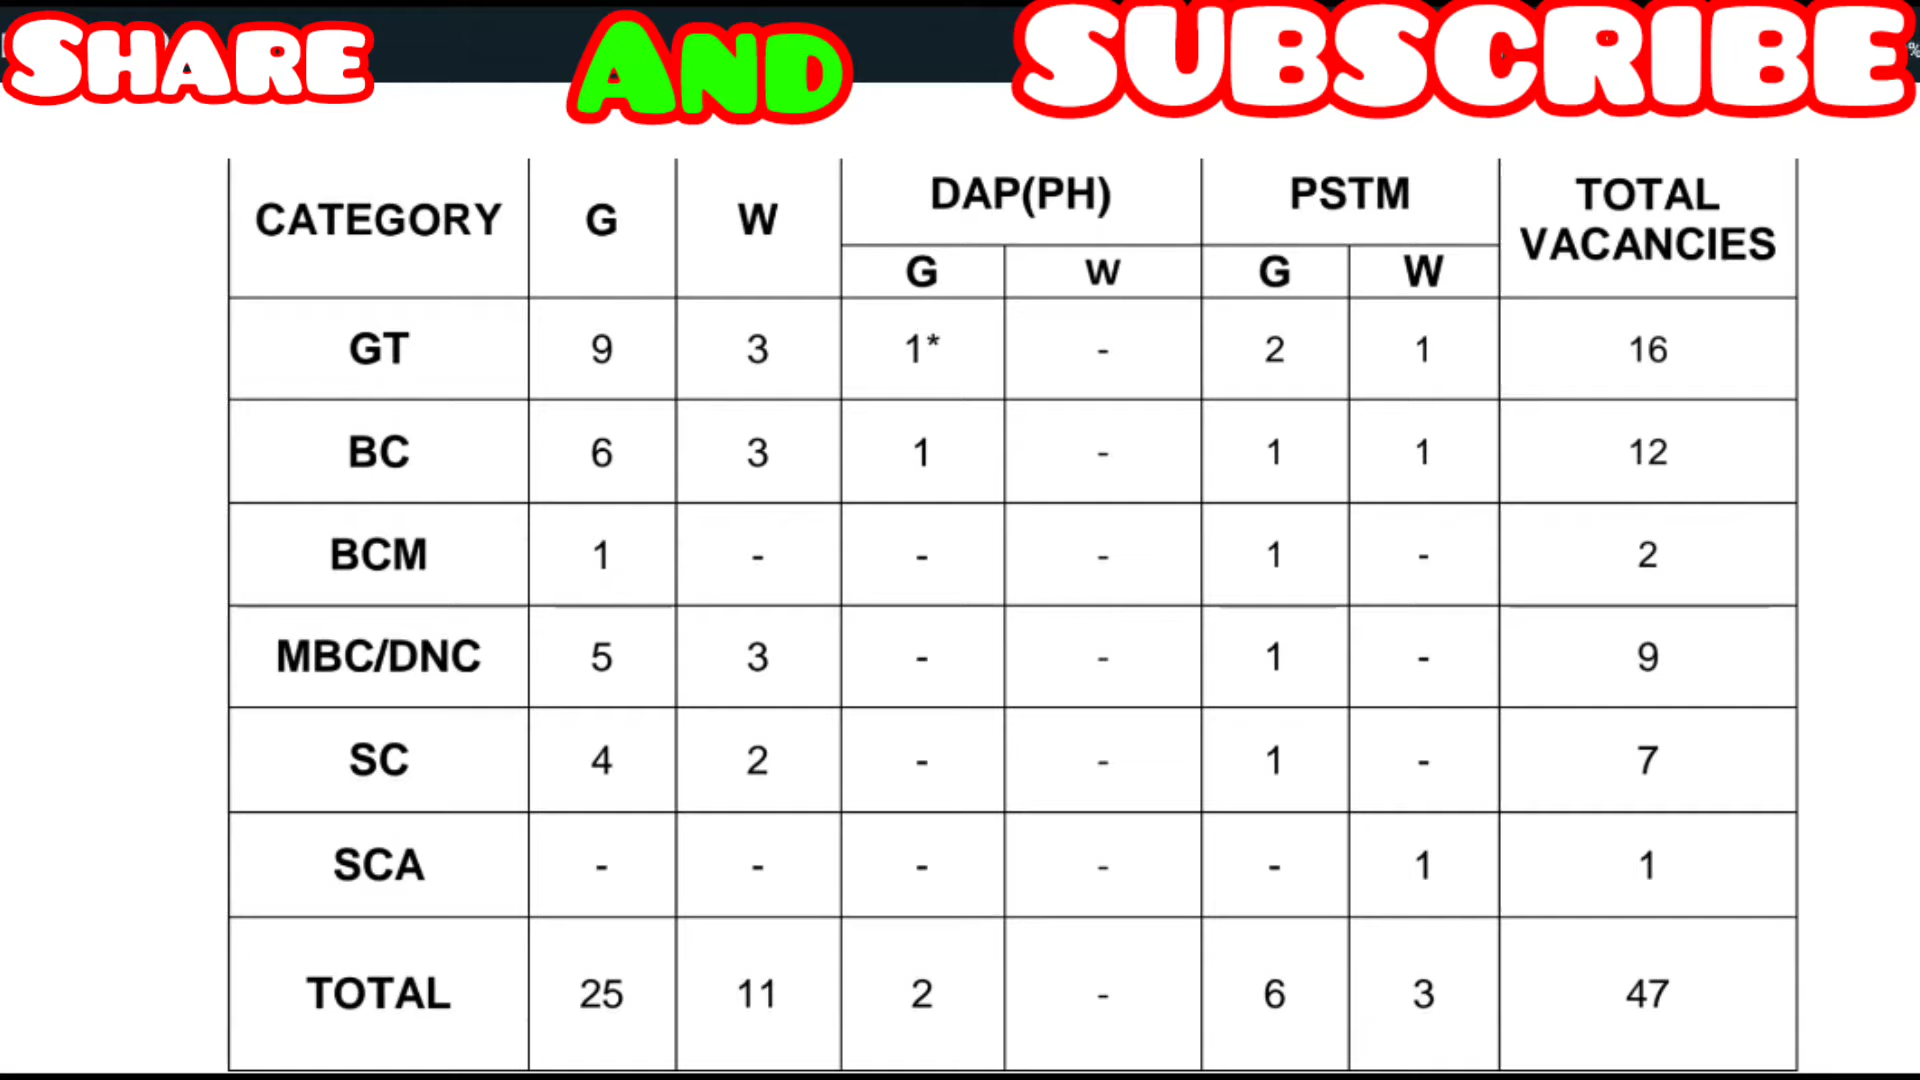 SHARE AND SUBSCRIBE
%
CATEGORY G W DAP(PH) PSTM TOTAL VACANCIES
G W G W
GT 9 3 1* - 2 1 16
BC 6 3 1 - 1 1 12
BCM 1 - - - 1 - 2
MBC/DNC 5 3 - - 1 - 9
SC 4 2 - - 1 - 7
SCA - - - - - 1 1
TOTAL 25 11 2 - 6 3 47